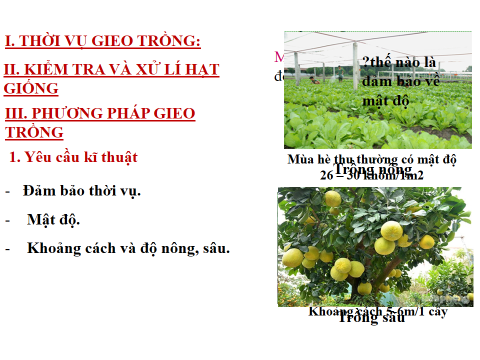 I. THỜI VỤ GIEO TRỒNG:
II. KIỂM TRA VÀ XỬ LÍ HẠT
GIỐNG
III. PHƯƠNG PHÁP GIEO
TRỒNG
1. Yêu cầu kĩ thuật
- Đảm bảo thời vụ.
- Mật độ.
- Khoảng cách và độ nông, sâu.
?thế nào là
đảm bảo về
mật độ
Mùa hè thu thường có mật độ
26 – 30 khóm/1m2
Trồng nông
Khoảng cách 5-6m/1 cây
Trồng sâu